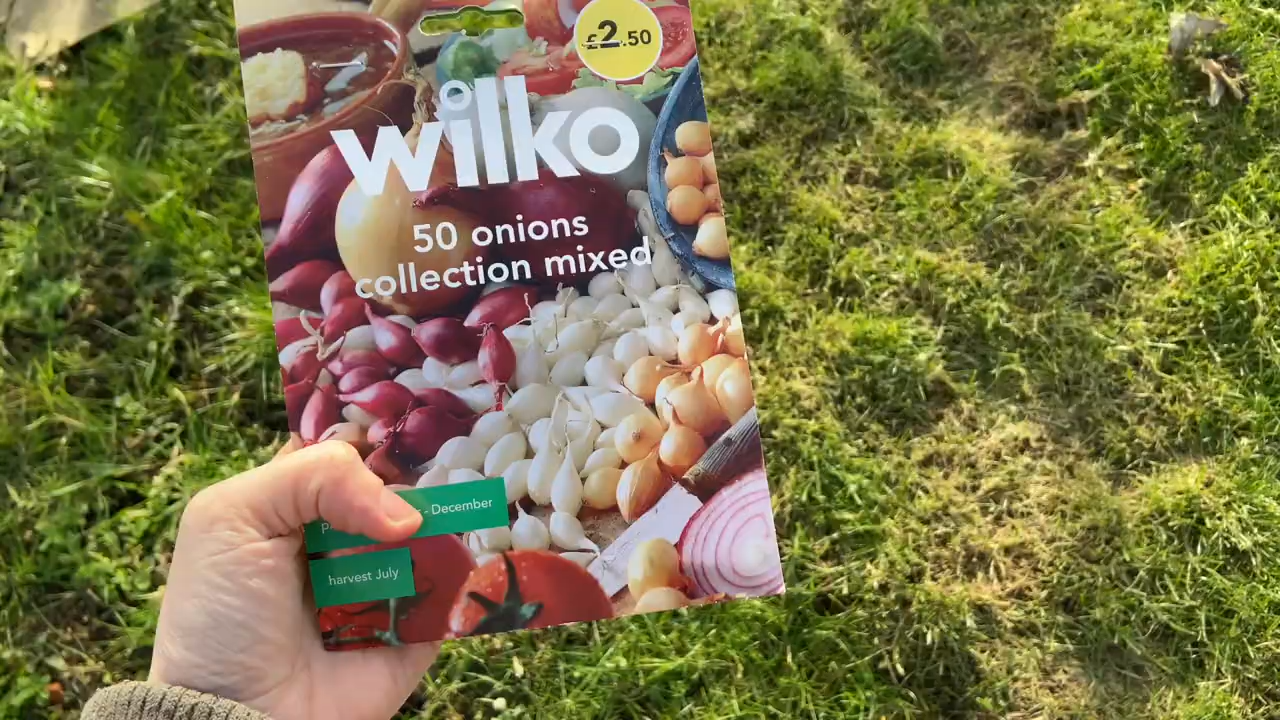 £2.50
wilko
50 onions
collection mixed
- December
harvest July